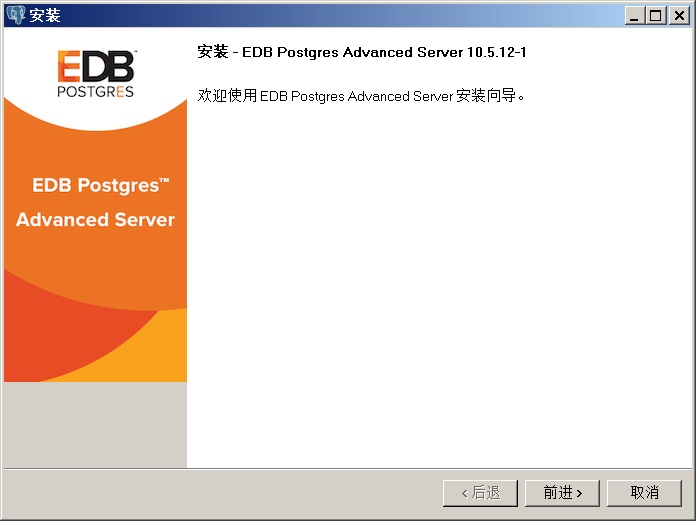 安装
EDB
POSTGRES
EDB Postgres™
Advanced Server
安装 - EDB Postgres Advanced Server 10.5.12-1
欢迎使用 EDB Postgres Advanced Server 安装向导。
< 后退
前进 >
取消